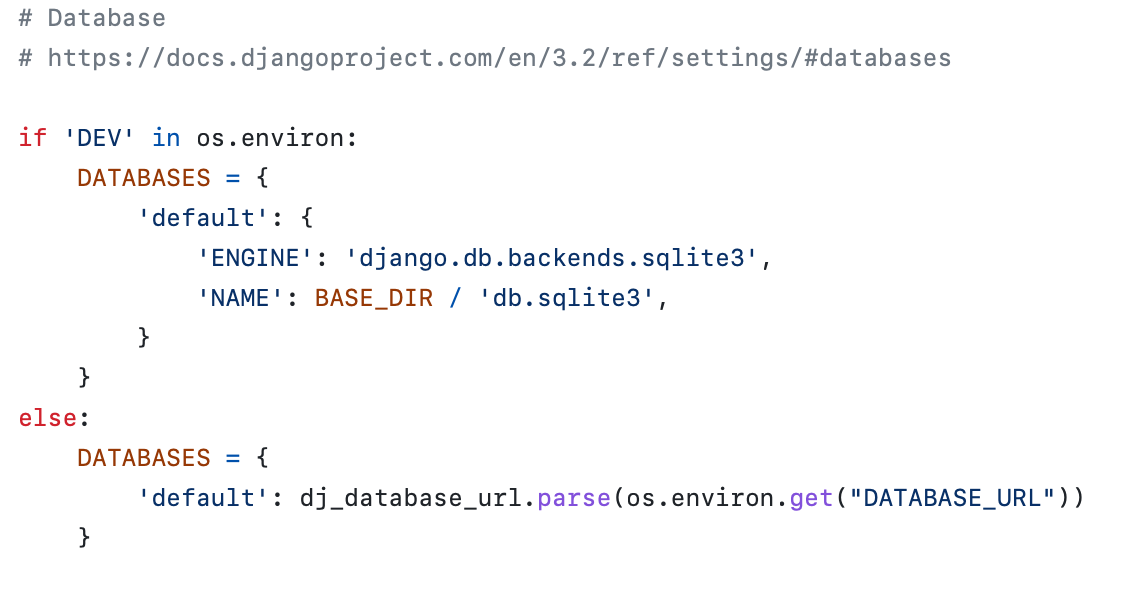 # Database
# https://docs.djangoproject.com/en/3.2/ref/settings/#databases

if 'DEV' in os.environ:
    DATABASES = {
        'default': {
            'ENGINE': 'django.db.backends.sqlite3',
            'NAME': BASE_DIR / 'db.sqlite3',
        }
    }
else:
    DATABASES = {
        'default': dj_database_url.parse(os.environ.get("DATABASE_URL"))
    }